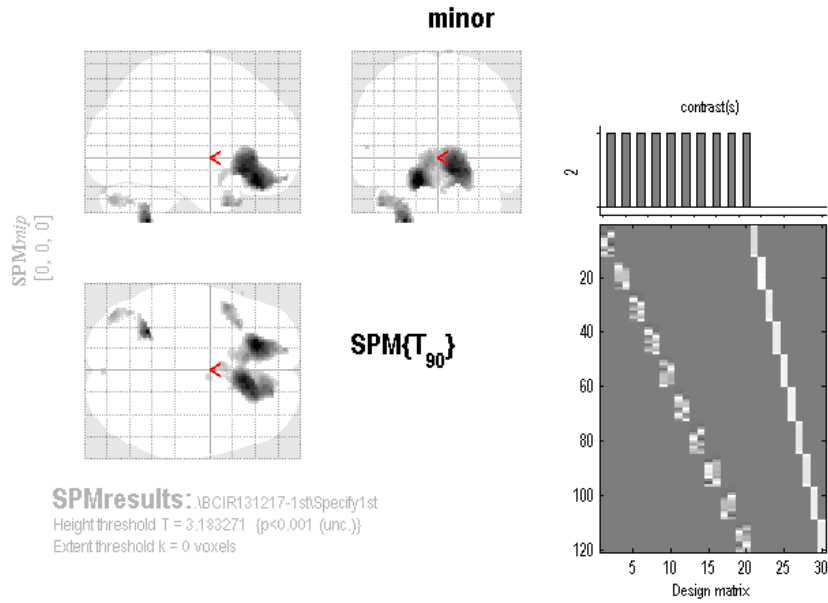 minor
SPMmip
[0, 0, 0]
SPM{T90}
contrast(s)
2
20
40
60
80
100
120
5 10 15 20 25 30
Design matrix
SPMresults: .\BCIR131217-1st\Specify1st
Height threshold T = 3.183271 {p<0.001 (unc.)}
Extent threshold k = 0 voxels